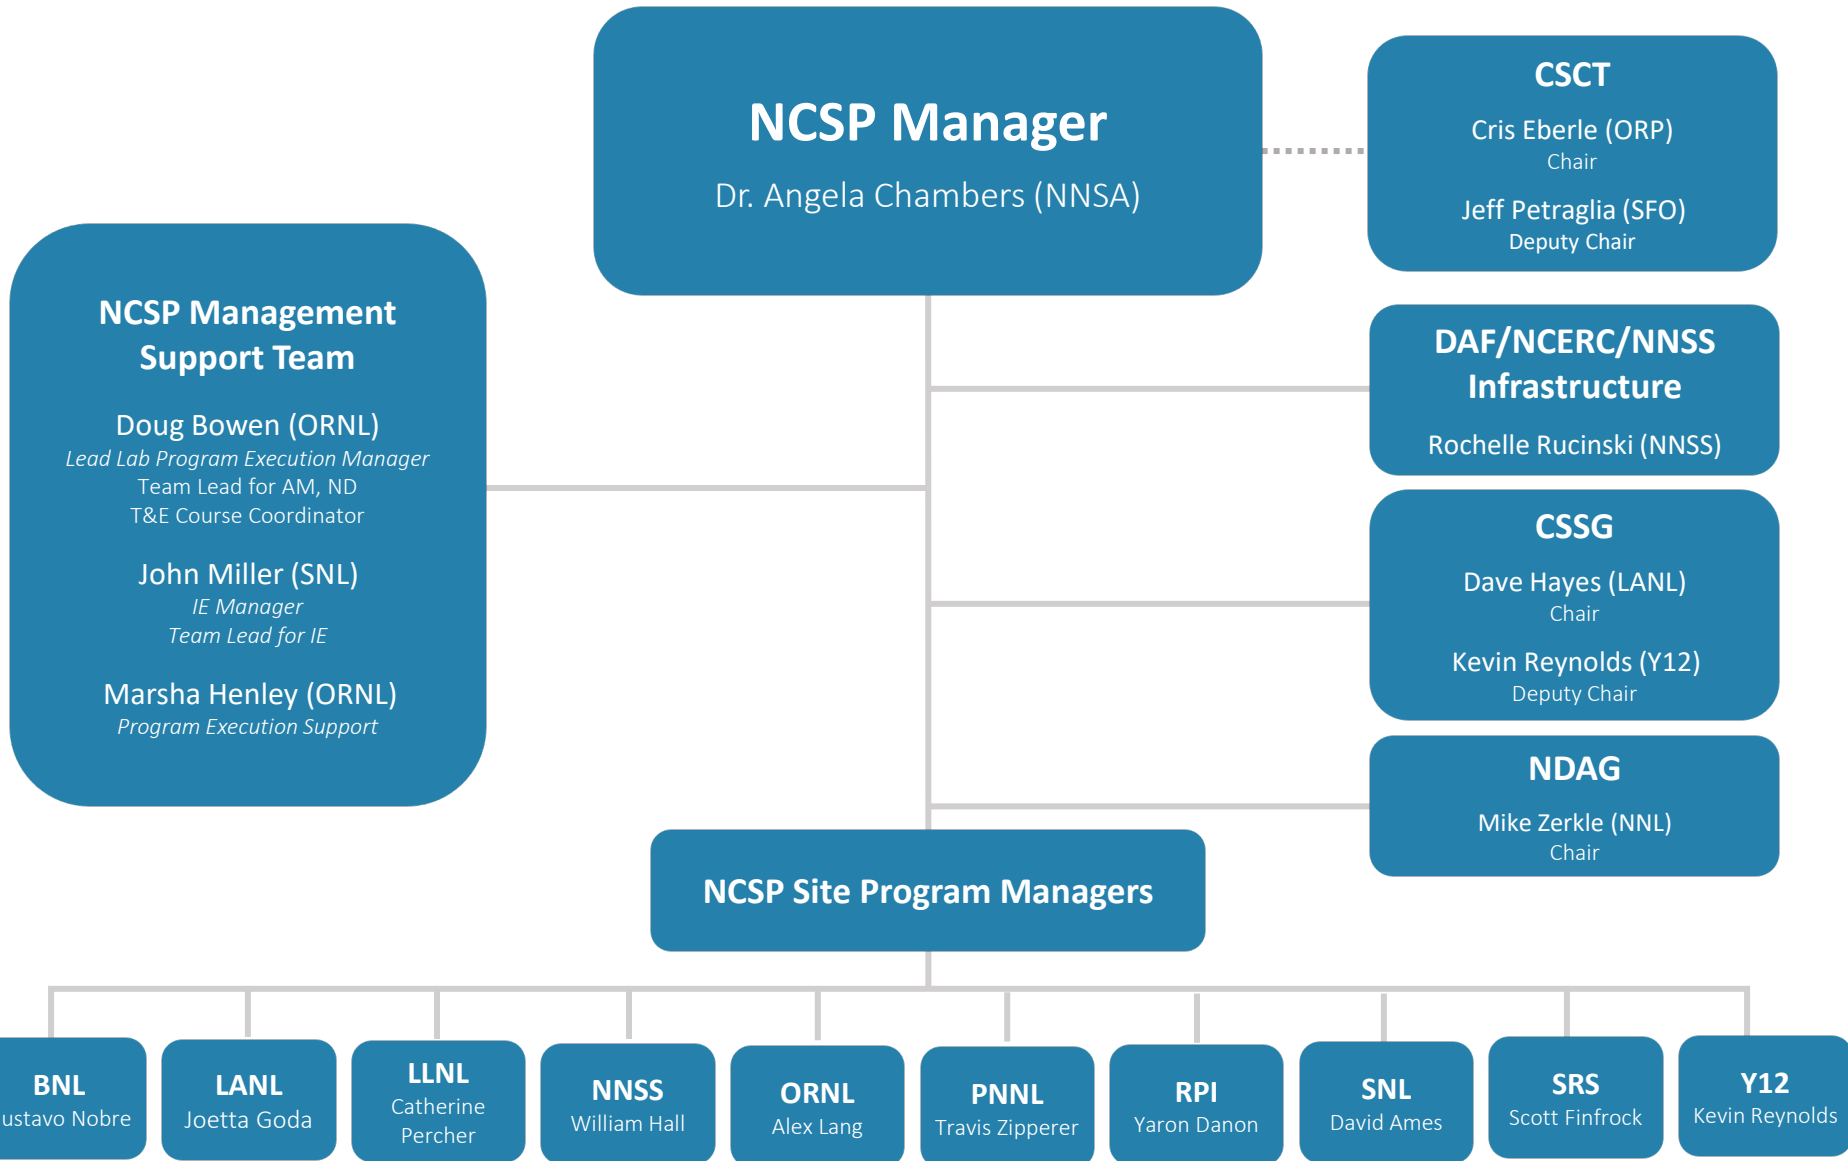 NCSP Manager
Dr. Angela Chambers (NNSA)
CSCT
Cris Eberle (ORP)
Chair
Jeff Petraglia (SFO)
Deputy Chair
NCSP Management
Support Team
Doug Bowen (ORNL)
Lead Lab Program Execution Manager
Team Lead for AM, ND
T&E Course Coordinator
John Miller (SNL)
IE Manager
Team Lead for IE
Marsha Henley (ORNL)
Program Execution Support
DAF/NCERC/NNSS
Infrastructure
Rochelle Rucinski (NNSS)
CSSG
Dave Hayes (LANL)
Chair
Kevin Reynolds (Y12)
Deputy Chair
NDAG
Mike Zerkle (NNL)
Chair
NCSP Site Program Managers
BNL
ustavo Nobre
LANL
Joetta Goda
LLNL
Catherine
Percher
NNSS
William Hall
ORNL
Alex Lang
PNNL
Travis Zipperer
RPI
Yaron Danon
SNL
David Ames
SRS
Scott Finfrock
Y12
Kevin Reynolds